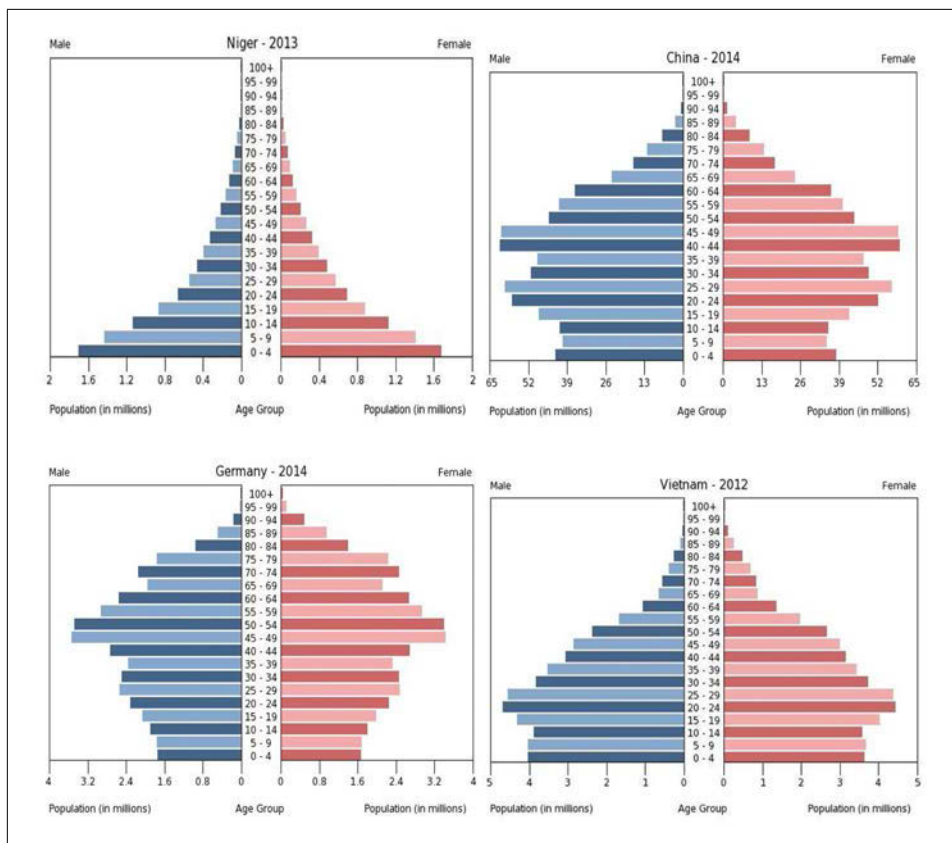 Niger - 2013
Male
Female
100+
95 - 99
90 - 94
85 - 89
80 - 84
75 - 79
70 - 74
65 - 69
60 - 64
55 - 59
50 - 54
45 - 49
40 - 44
35 - 39
30 - 34
25 - 29
20 - 24
15 - 19
10 - 14
5 - 9
0 - 4
2 1.6 1.2 0.8 0.4 0 0 0.4 0.8 1.2 1.6 2
Population (in millions) Age Group Population (in millions)
China - 2014
Male
Female
100+
95 - 99
90 - 94
85 - 89
80 - 84
75 - 79
70 - 74
65 - 69
60 - 64
55 - 59
50 - 54
45 - 49
40 - 44
35 - 39
30 - 34
25 - 29
20 - 24
15 - 19
10 - 14
5 - 9
0 - 4
65 52 39 26 13 0 0 13 26 39 52 65
Population (in millions) Age Group Population (in millions)
Germany - 2014
Male
Female
100+
95 - 99
90 - 94
85 - 89
80 - 84
75 - 79
70 - 74
65 - 69
60 - 64
55 - 59
50 - 54
45 - 49
40 - 44
35 - 39
30 - 34
25 - 29
20 - 24
15 - 19
10 - 14
5 - 9
0 - 4
4 3.2 2.4 1.6 0.8 0 0 0.8 1.6 2.4 3.2 4
Population (in millions) Age Group Population (in millions)
Vietnam - 2012
Male
Female
100+
95 - 99
90 - 94
85 - 89
80 - 84
75 - 79
70 - 74
65 - 69
60 - 64
55 - 59
50 - 54
45 - 49
40 - 44
35 - 39
30 - 34
25 - 29
20 - 24
15 - 19
10 - 14
5 - 9
0 - 4
5 4 3 2 1 0 0 1 2 3 4 5
Population (in millions) Age Group Population (in millions)